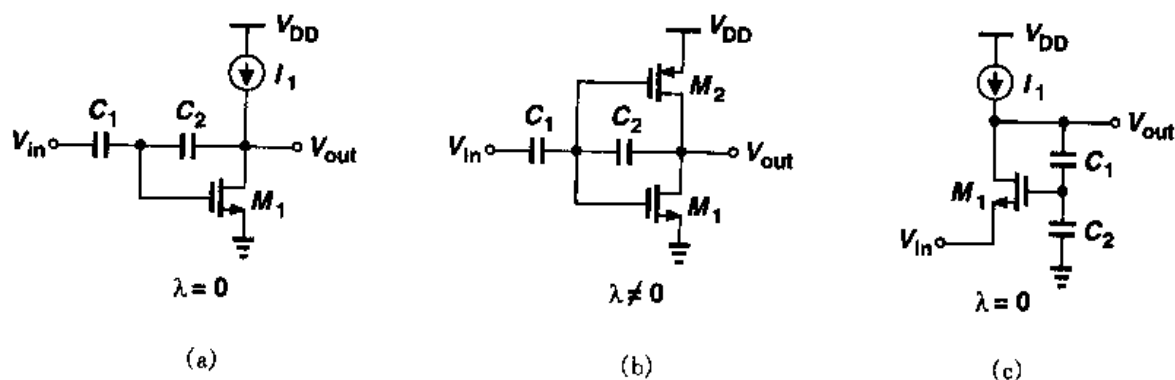 V_DD
I_1
C_1
C_2
V_in
V_out
M_1
λ = 0
(a)
V_DD
M_2
C_1
C_2
V_in
V_out
M_1
λ ≠ 0
(b)
V_DD
I_1
V_out
C_1
M_1
C_2
V_in
λ = 0
(c)